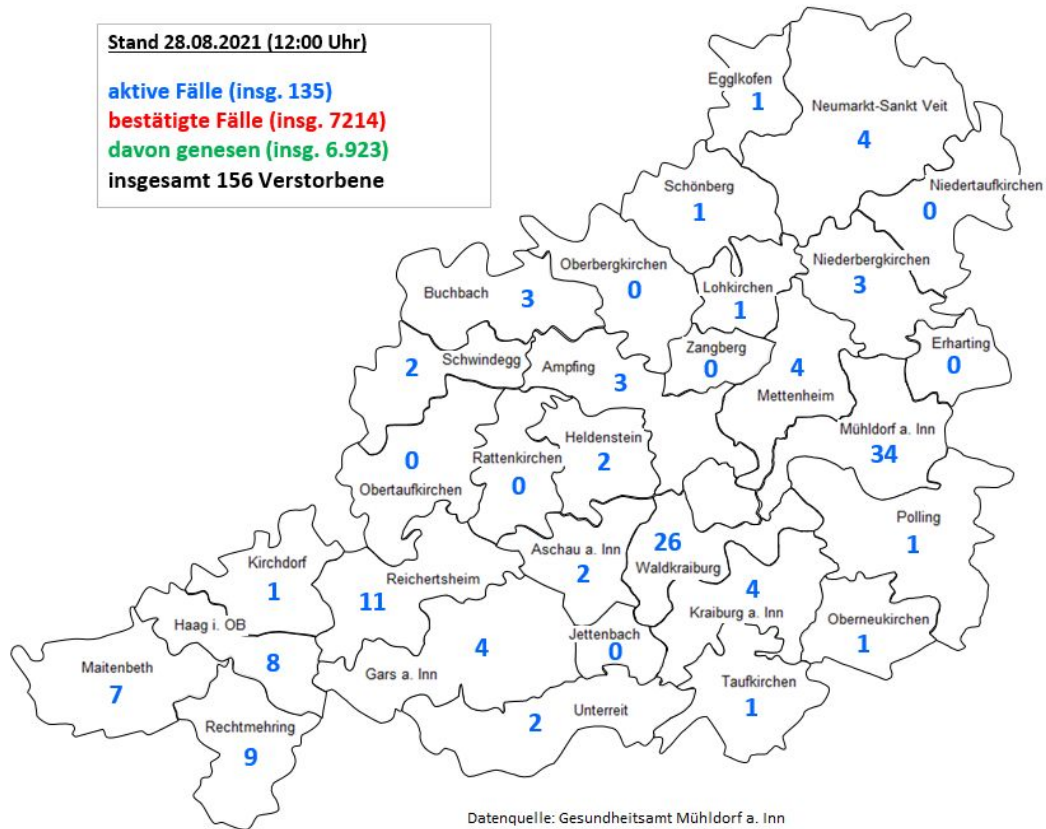 Stand 28.08.2021 (12:00 Uhr)
aktive Fälle (insg. 135)
bestätigte Fälle (insg. 7214)
davon genesen (insg. 6.923)
insgesamt 156 Verstorbene
Egglkofen
1
Neumarkt-Sankt Veit
4
Schönberg
1
Niedertaufkirchen
0
Oberbergkirchen
0
Lohkirchen
1
Niederbergkirchen
3
Buchbach
3
Schwindegg
2
Ampfing
3
Zangberg
0
Mettenheim
4
Erharting
0
Mühldorf a. Inn
34
Obertaufkirchen
0
Rattenkirchen
0
Heldenstein
2
Polling
1
Kirchdorf
1
Reichertsheim
11
Aschau a. Inn
2
26
Waldkraiburg
4
Kraiburg a. Inn
Haag i. OB
8
Maitenbeth
7
Gars a. Inn
4
Jettenbach
0
Oberneukirchen
1
Taufkirchen
1
Rechtmehring
9
Unterreit
2
Datenquelle: Gesundheitsamt Mühldorf a. Inn